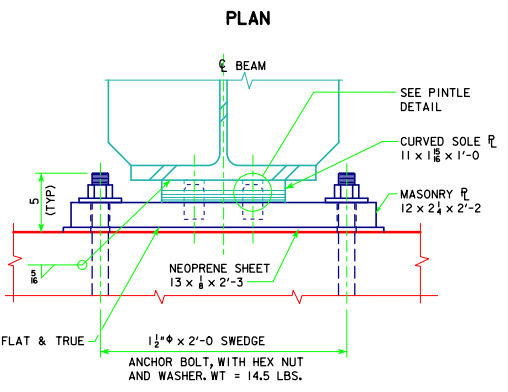 PLAN
℄ BEAM
SEE PINTLE
DETAIL
CURVED SOLE ℙL
11 x 1 15/16 x 1'-0
MASONRY ℙL
12 x 2 1/4 x 2'-2
5
(TYP)
5/16
NEOPRENE SHEET
13 x 1/8 x 2'-3
FLAT & TRUE
1 1/2"φ x 2'-0 SWEDGE
ANCHOR BOLT, WITH HEX NUT
AND WASHER. WT = 14.5 LBS.